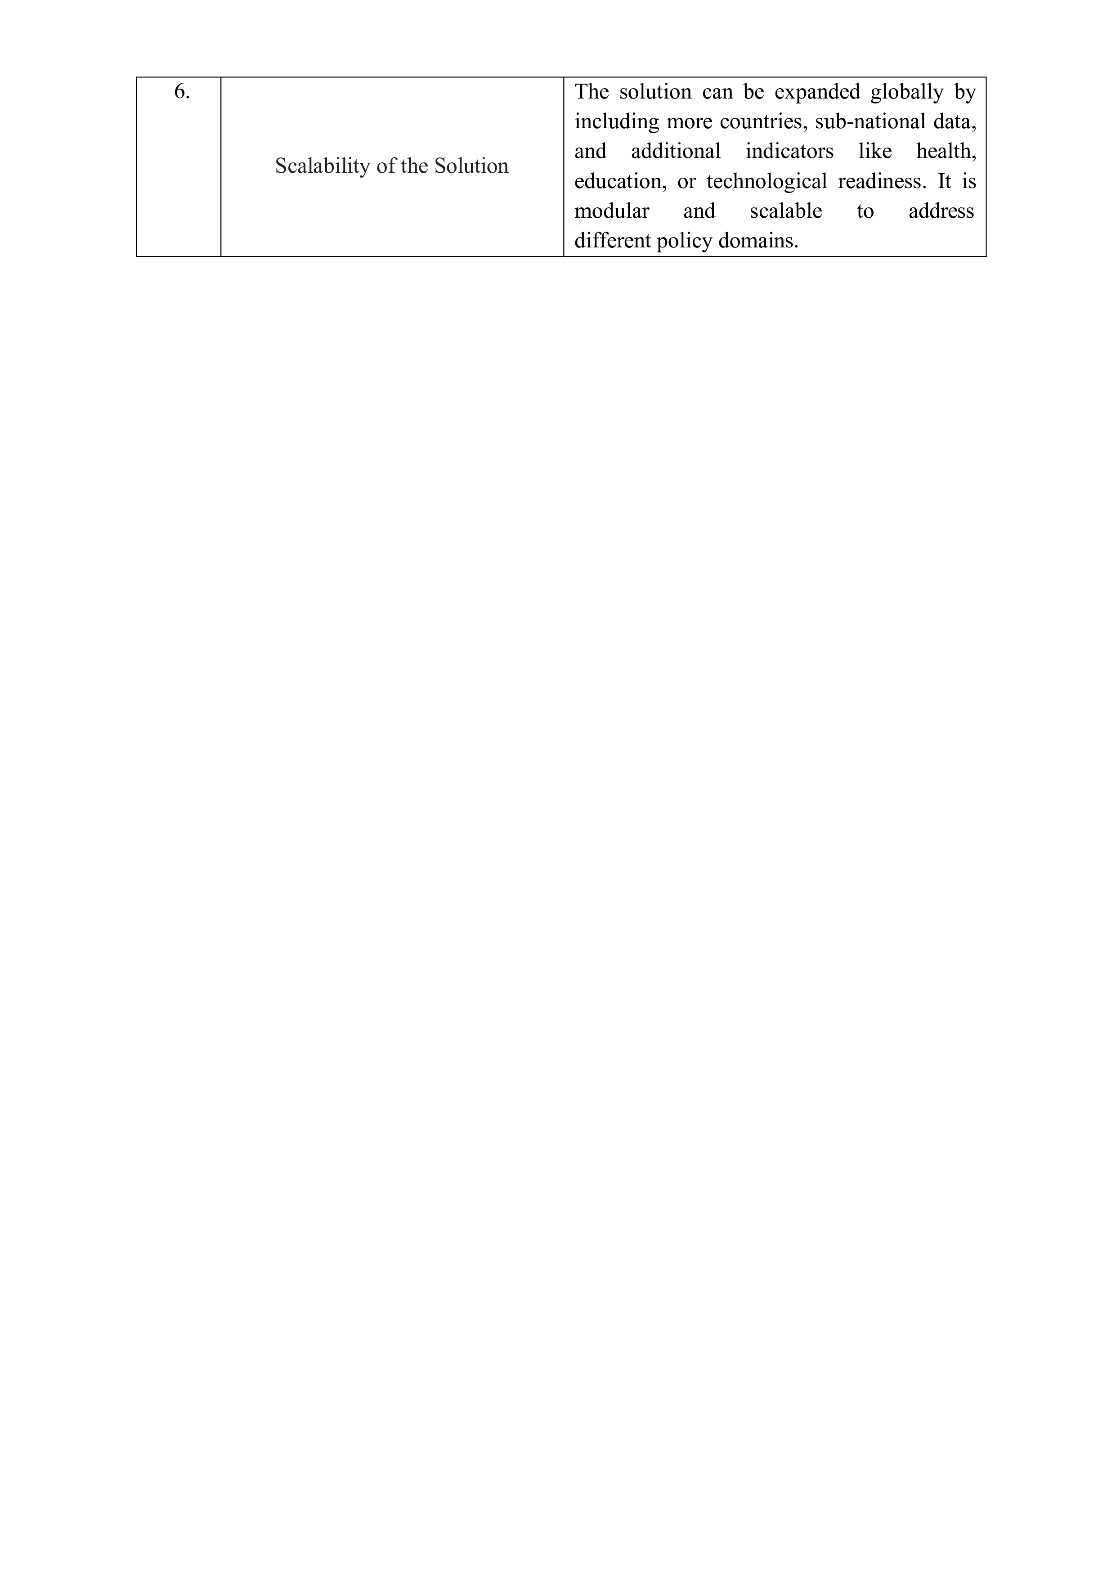 6.
Scalability of the Solution
The solution can be expanded globally by
including more countries, sub-national data,
and additional indicators like health,
education, or technological readiness. It is
modular and scalable to address
different policy domains.